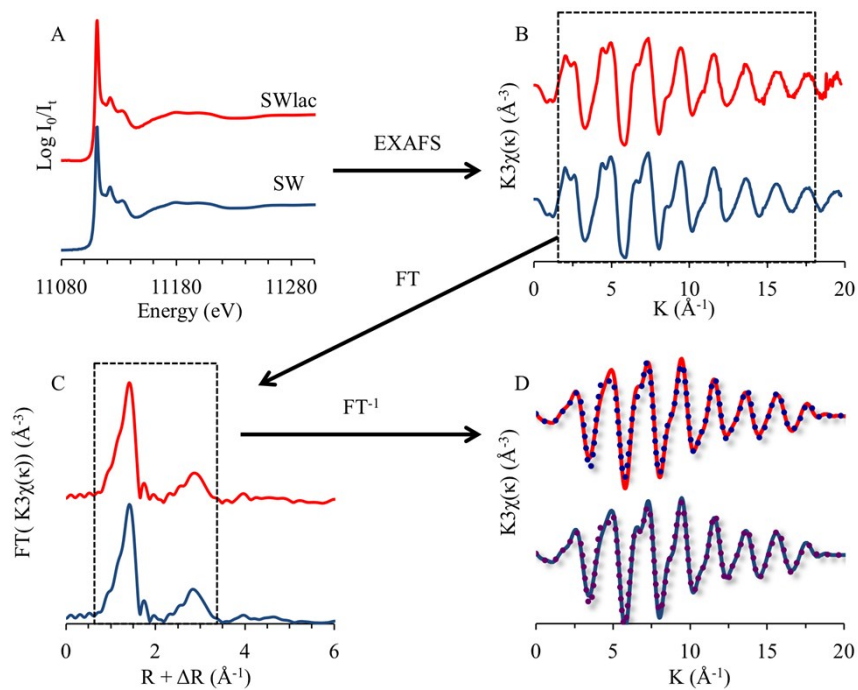 A
Log I₀/Iₜ
SWlac
SW
11080 11180 11280
Energy (eV)
EXAFS
B
K3χ(κ) (Å⁻³)
0 5 10 15 20
K (Å⁻¹)
FT
C
FT( K3χ(κ)) (Å⁻³)
0 2 4 6
R + ΔR (Å⁻¹)
FT⁻¹
D
K3χ(κ) (Å⁻³)
0 5 10 15 20
K (Å⁻¹)